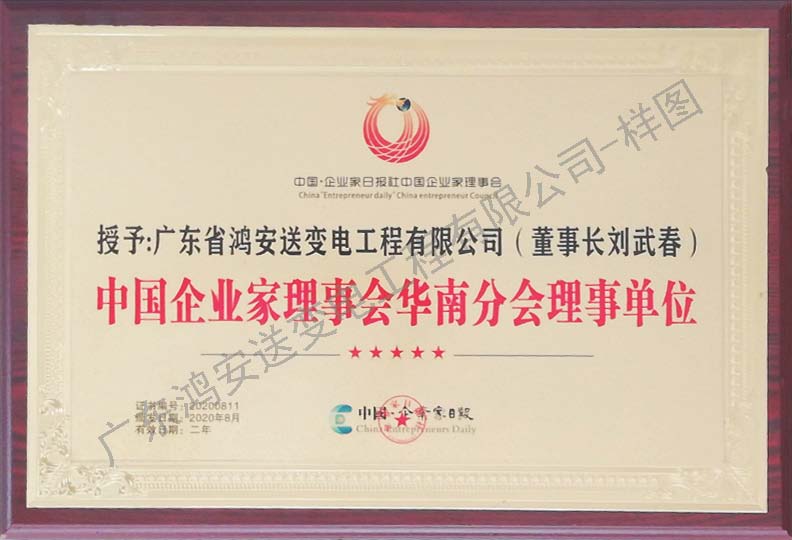 中国·企业家日报社中国企业家理事会
China "Entrepreneur daily" China entrepreneur Council
授予:广东省鸿安送变电工程有限公司（董事长刘武春）
中国企业家理事会华南分会理事单位
证书编号: 20200811
颁发日期: 2020年8月
有效日期: 二年
中国·企业家日报
China Entrepreneurs Daily
广东鸿安送变电工程有限公司-样图